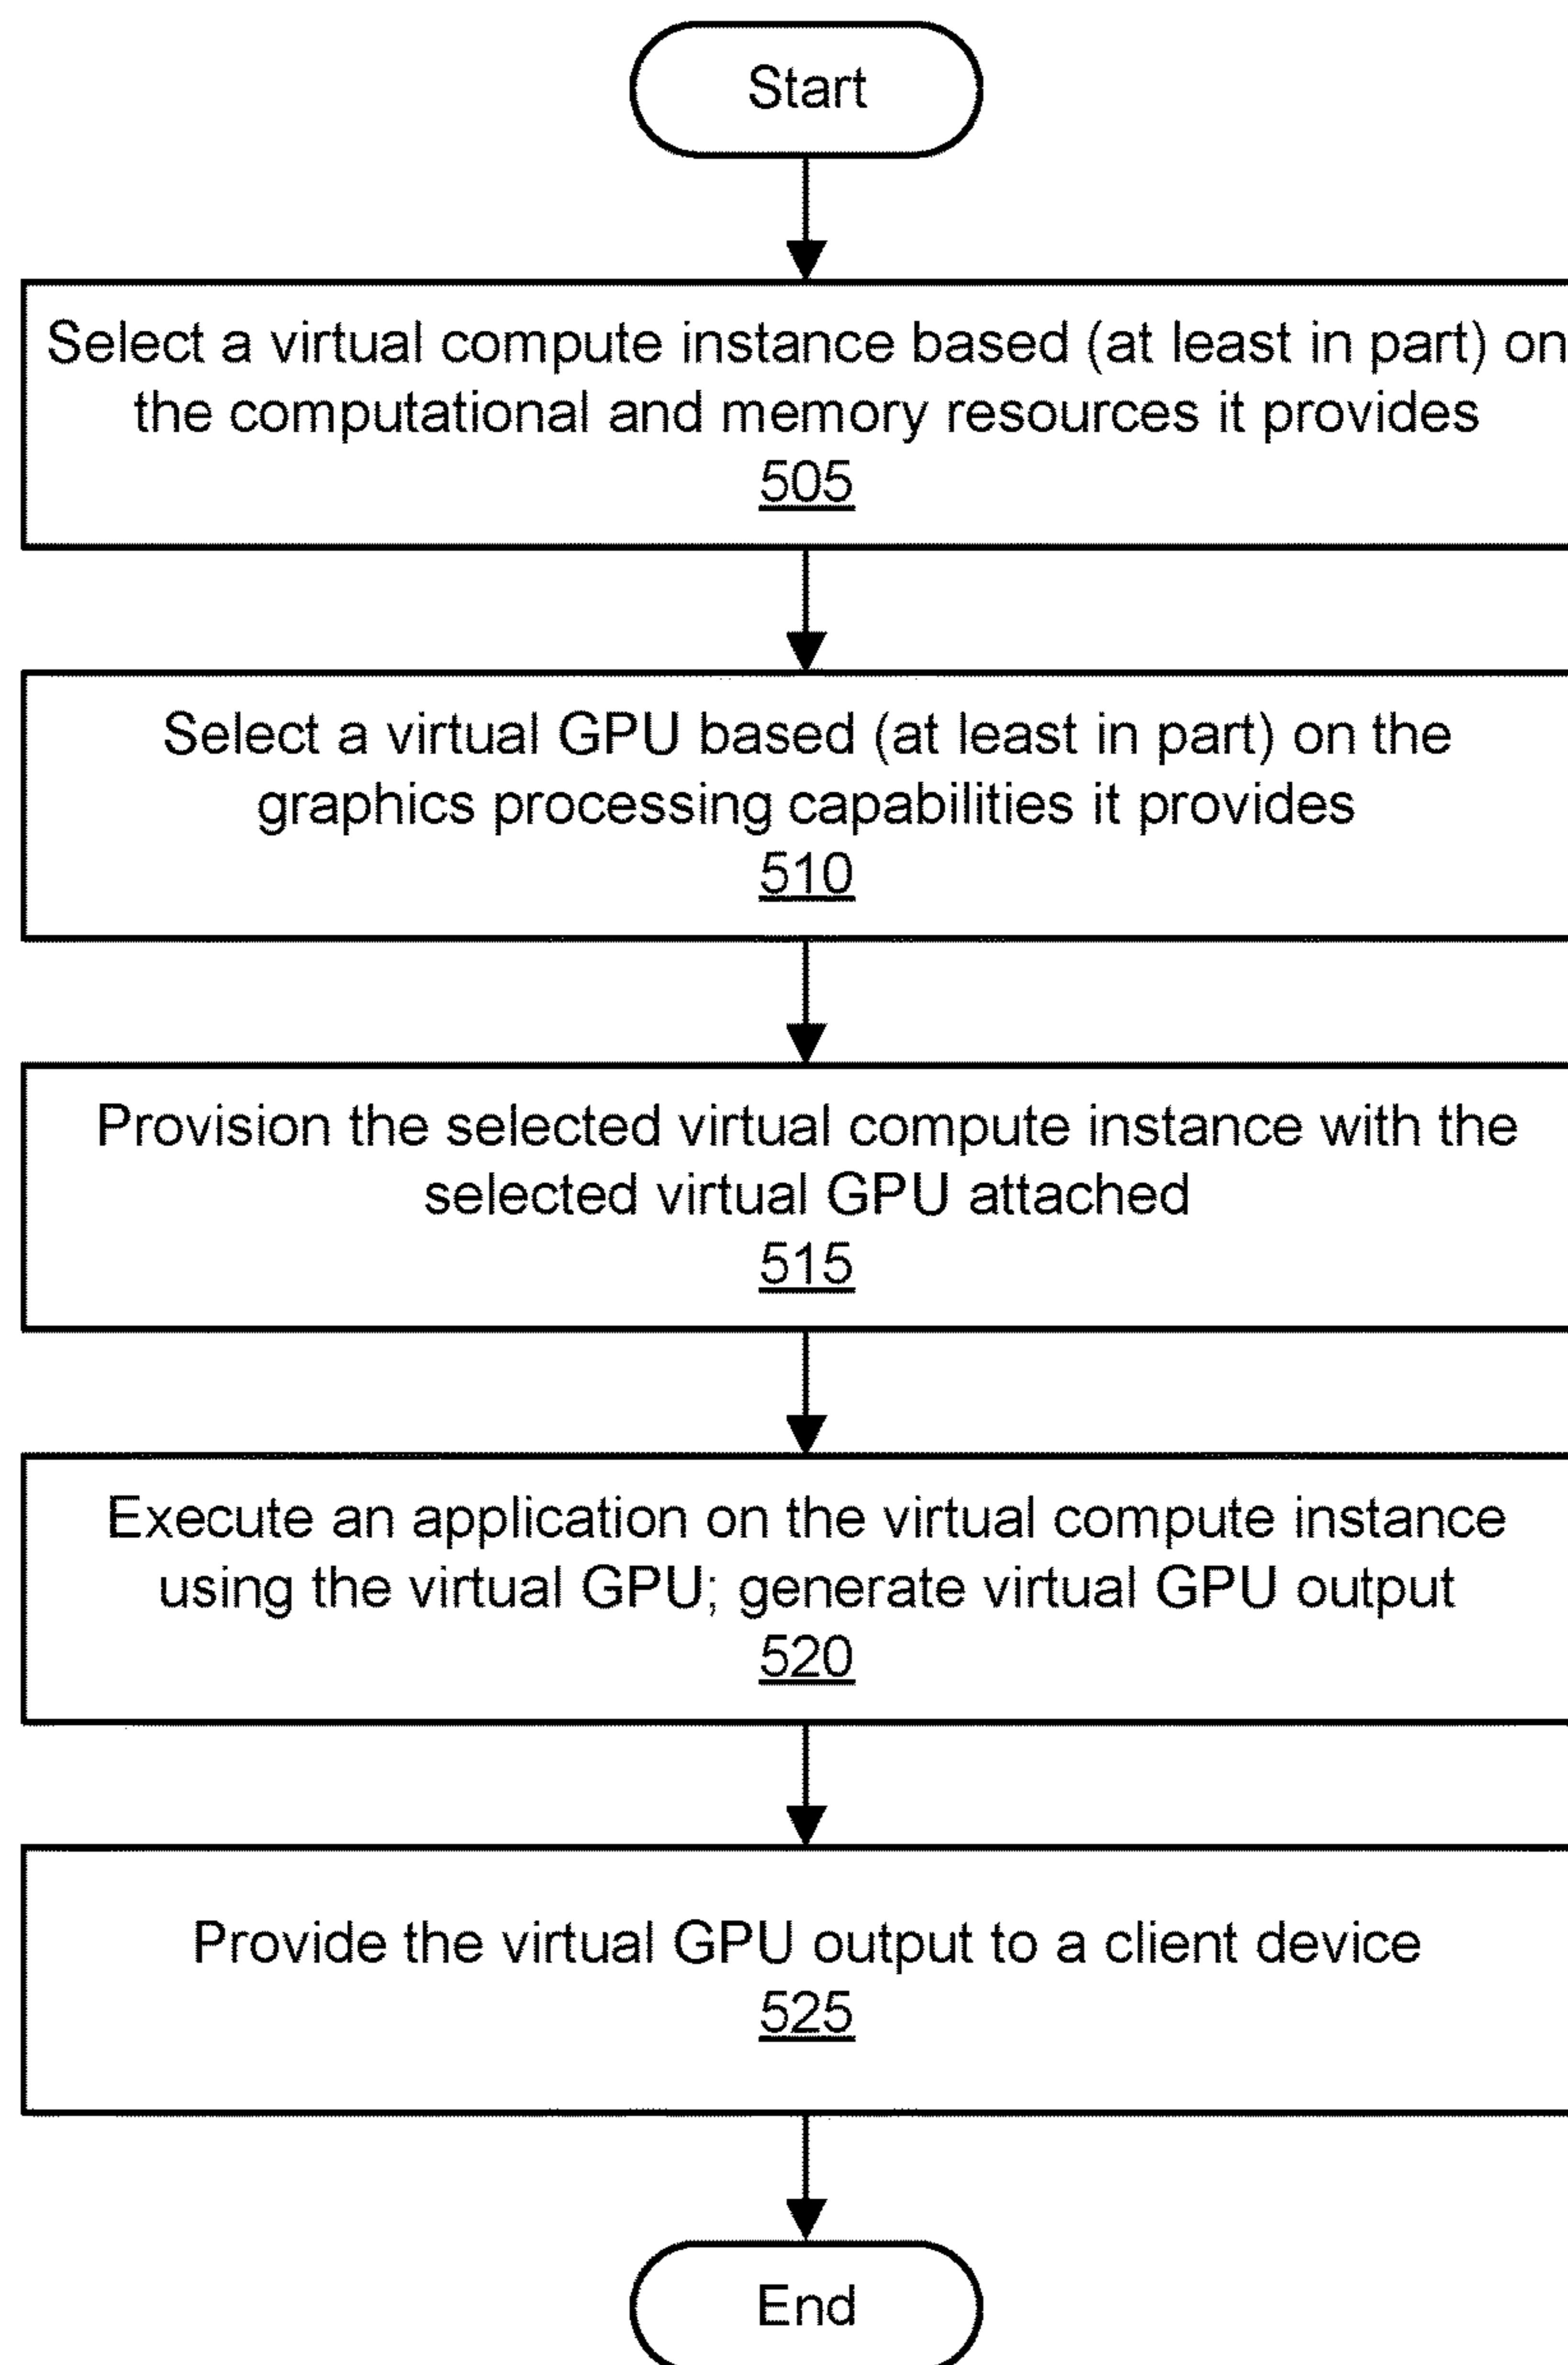 Start
Select a virtual compute instance based (at least in part) on
the computational and memory resources it provides
505
Select a virtual GPU based (at least in part) on the
graphics processing capabilities it provides
510
Provision the selected virtual compute instance with the
selected virtual GPU attached
515
Execute an application on the virtual compute instance
using the virtual GPU; generate virtual GPU output
520
Provide the virtual GPU output to a client device
525
End